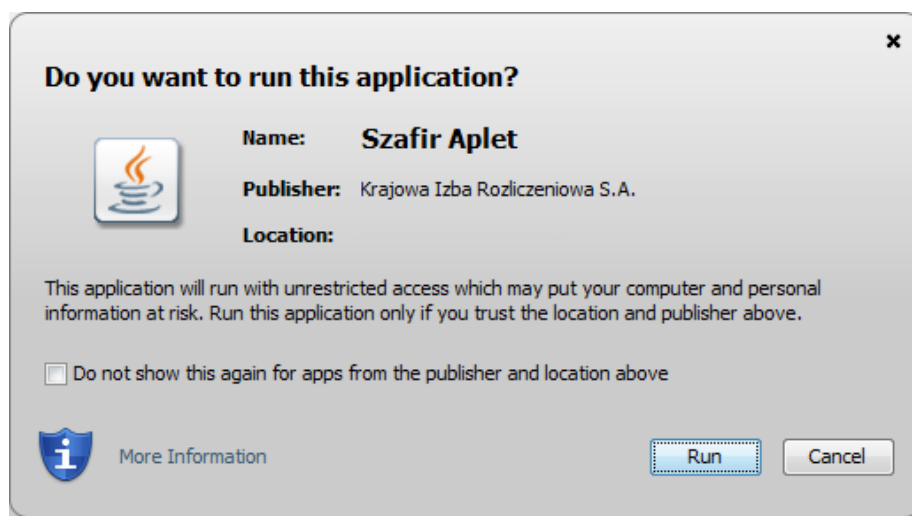 Do you want to run this application?
Name: Szafir Aplet
Publisher: Krajowa Izba Rozliczeniowa S.A.
Location:
This application will run with unrestricted access which may put your computer and personal
information at risk. Run this application only if you trust the location and publisher above.
Do not show this again for apps from the publisher and location above
More Information
Run
Cancel